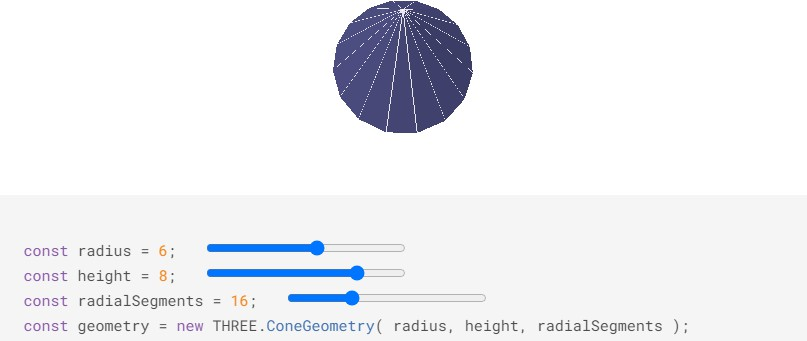 const radius = 6;
const height = 8;
const radialSegments = 16;
const geometry = new THREE.ConeGeometry( radius, height, radialSegments );